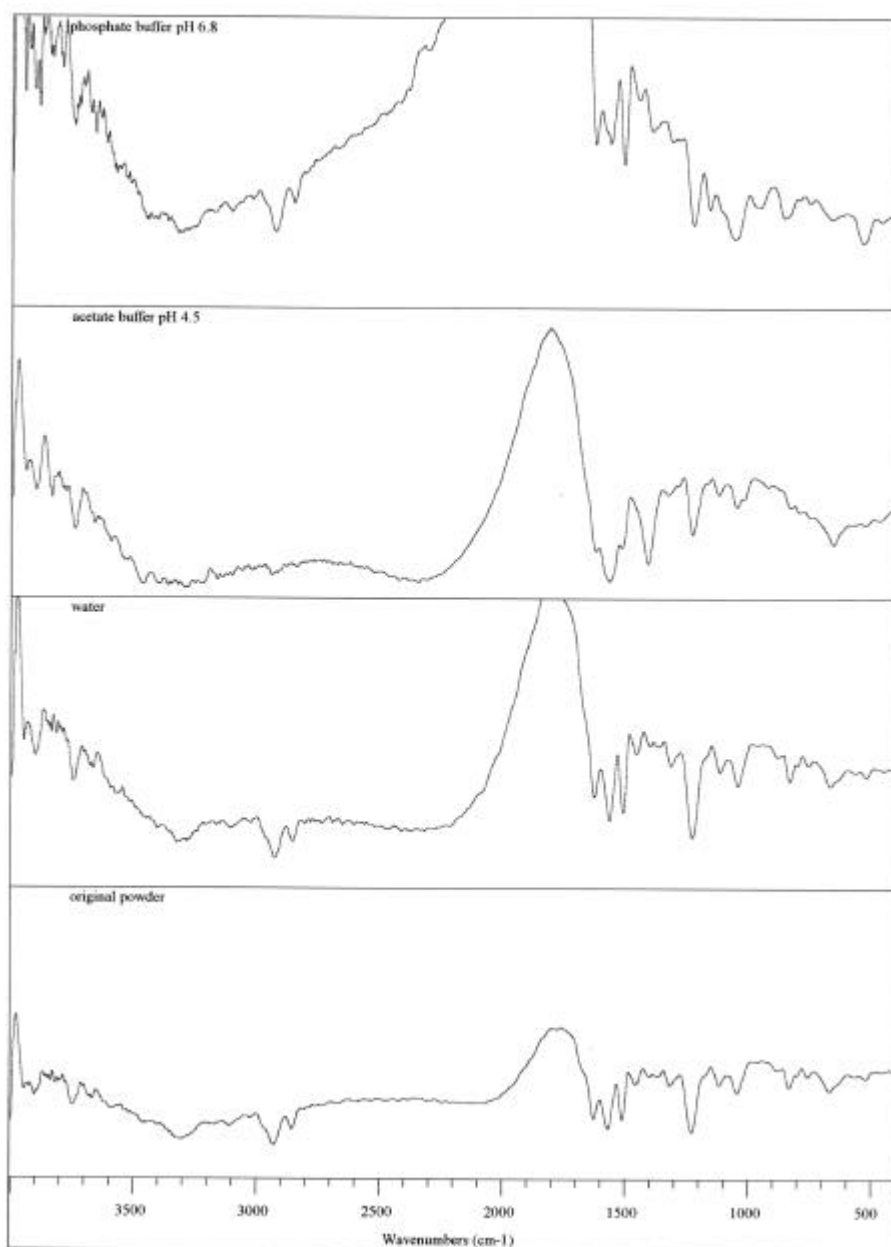 phosphate buffer pH 6.8
acetate buffer pH 4.5
water
original powder
3500 3000 2500 2000 1500 1000 500
Wavenumbers (cm-1)